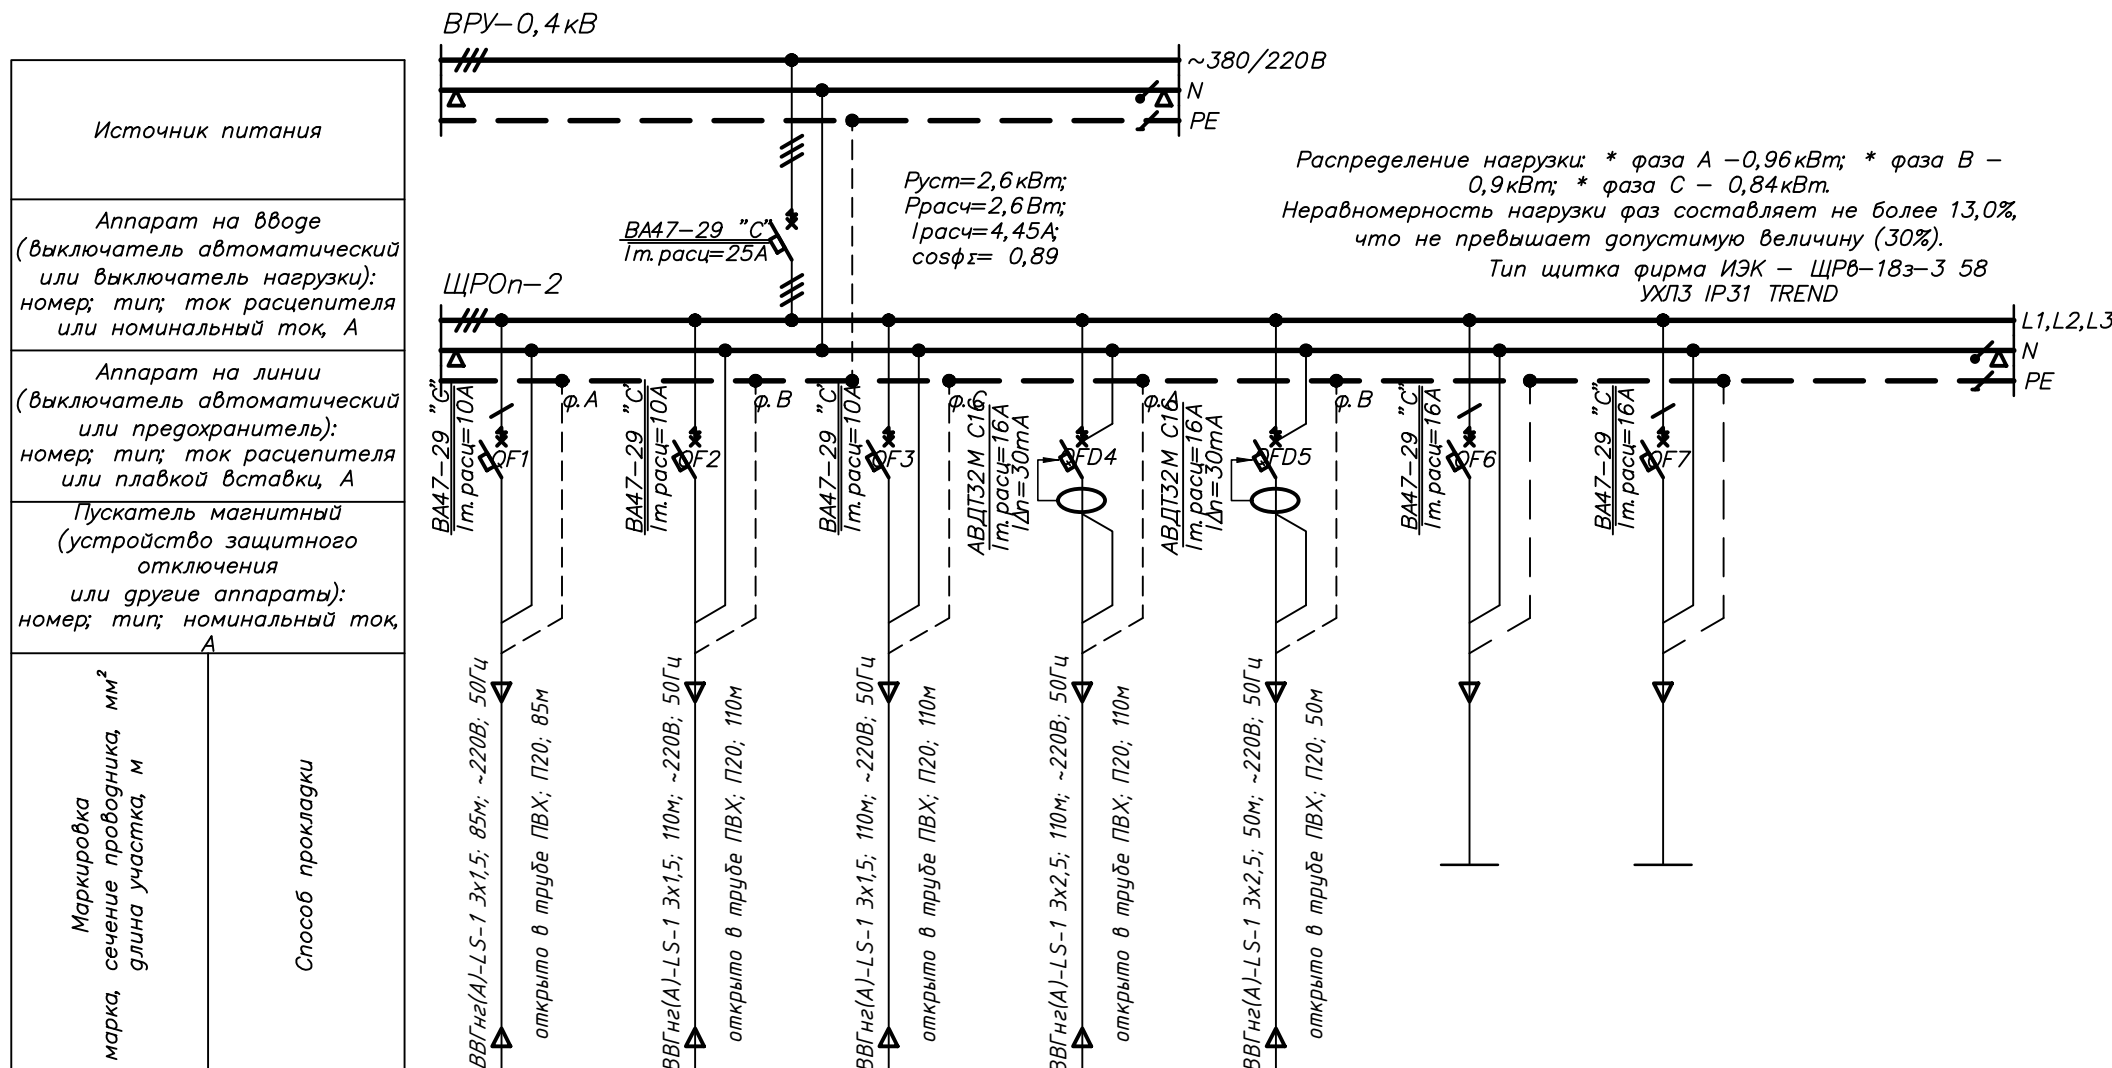 ВРУ-0,4кВ
~380/220В
N
PE
Источник питания
Аппарат на вводе
(выключатель автоматический
или выключатель нагрузки):
номер; тип; ток расцепителя
или номинальный ток, А
ВА47-29 "С"
Iт.расц=25А
Руст=2,6кВт;
Ррасч=2,6Вт;
Iрасч=4,45А;
cosφΣ= 0,89
Распределение нагрузки: * фаза А -0,96кВт; * фаза В -
0,9кВт; * фаза С - 0,84кВт.
Неравномерность нагрузки фаз составляет не более 13,0%,
что не превышает допустимую величину (30%).
Тип щитка фирма ИЭК - ЩРв-18з-3 58
УХЛ3 IP31 TREND
ЩРОп-2
L1,L2,L3
N
PE
Аппарат на линии
(выключатель автоматический
или предохранитель):
номер; тип; ток расцепителя
или плавкой вставки, А
ВА47-29 "С"
Iт.расц=10А
QF1
ф.А
ВА47-29 "С"
Iт.расц=10А
QF2
ф.В
ВА47-29 "С"
Iт.расц=10А
QF3
ф.С
АВДТ32М С16
Iт.расц=16А
IΔn=30mA
QFD4
ф.А
АВДТ32М С16
Iт.расц=16А
IΔn=30mA
QFD5
ф.В
ВА47-29 "С"
Iт.расц=16А
QF6
ВА47-29 "С"
Iт.расц=16А
QF7
Пускатель магнитный
(устройство защитного
отключения
или другие аппараты):
номер; тип; номинальный ток,
А
Маркировка
марка, сечение проводника, мм²
длина участка, м
Способ прокладки
ВВГнг(А)-LS-1 3х1,5; 85м; ~220В; 50Гц
открыто в трубе ПВХ; П20; 85м
ВВГнг(А)-LS-1 3х1,5; 110м; ~220В; 50Гц
открыто в трубе ПВХ; П20; 110м
ВВГнг(А)-LS-1 3х1,5; 110м; ~220В; 50Гц
открыто в трубе ПВХ; П20; 110м
ВВГнг(А)-LS-1 3х2,5; 110м; ~220В; 50Гц
открыто в трубе ПВХ; П20; 110м
ВВГнг(А)-LS-1 3х2,5; 50м; ~220В; 50Гц
открыто в трубе ПВХ; П20; 50м